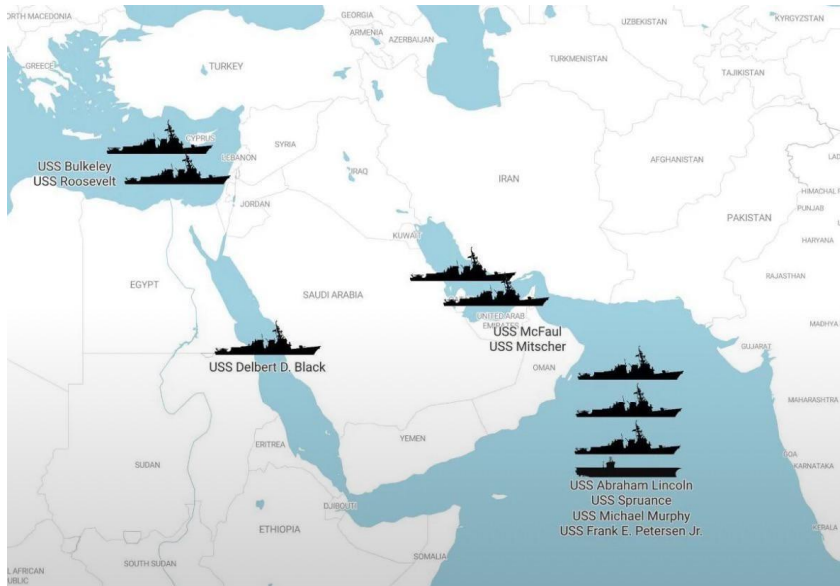 ORTH MACEDONIA
GEORGIA
UZBEKISTAN
KYRGYZSTAN
ARMENIA
AZERBAIJAN
GREECE
TURKEY
TURKMENISTAN
TAJIKISTAN
CYPRUS
SYRIA
LEBANON
USS Bulkeley
USS Roosevelt
IRAQ
IRAN
AFGHANISTAN
HIMACHAL
PUNJAB
JORDAN
KUWAIT
PAKISTAN
HARYANA
EGYPT
SAUDI ARABIA
RAJASTHAN
UNITED ARAB
EMIRATES
USS McFaul
USS Mitscher
MADHYA
GUJARAT
USS Delbert D. Black
OMAN
MAHARASHTRA
YEMEN
ERITREA
SUDAN
GOA
KARNATAKA
USS Abraham Lincoln
USS Spruance
USS Michael Murphy
USS Frank E. Petersen Jr.
DJIBOUTI
ETHIOPIA
KERALA
SOMALIA
SOUTH SUDAN
L AFRICAN
PUBLIC